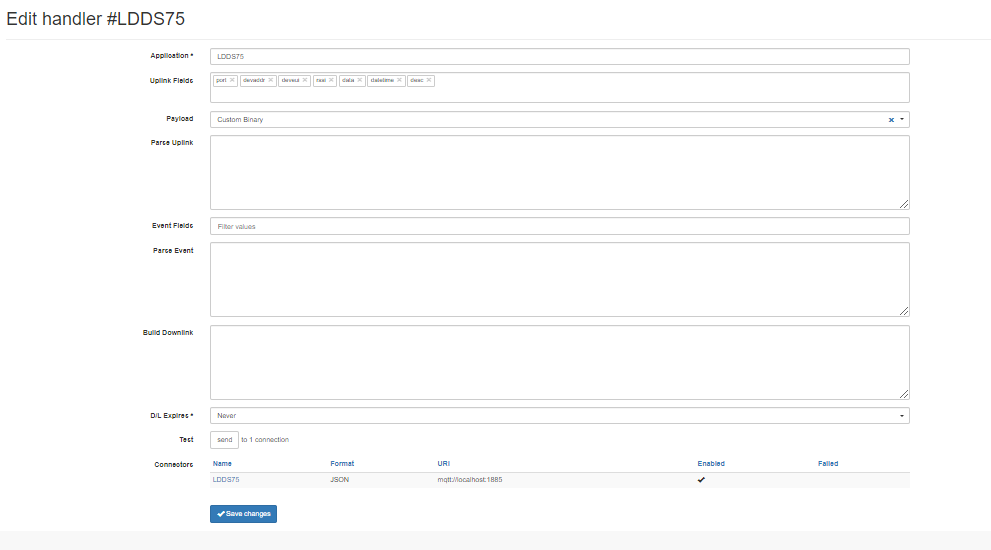 Edit handler #LDDS75
Application *
LDDS75
Uplink Fields
port × devaddr × deveui × rssi × data × datetime × desc ×
Payload
Custom Binary × 
Parse Uplink
Event Fields
Filter values
Parse Event
Build Downlink
D/L Expires *
Never
Test
send to 1 connection
Connectors
Name Format URI Enabled Failed
LDDS75 JSON mqtt://localhost:1885 ✔
✔Save changes